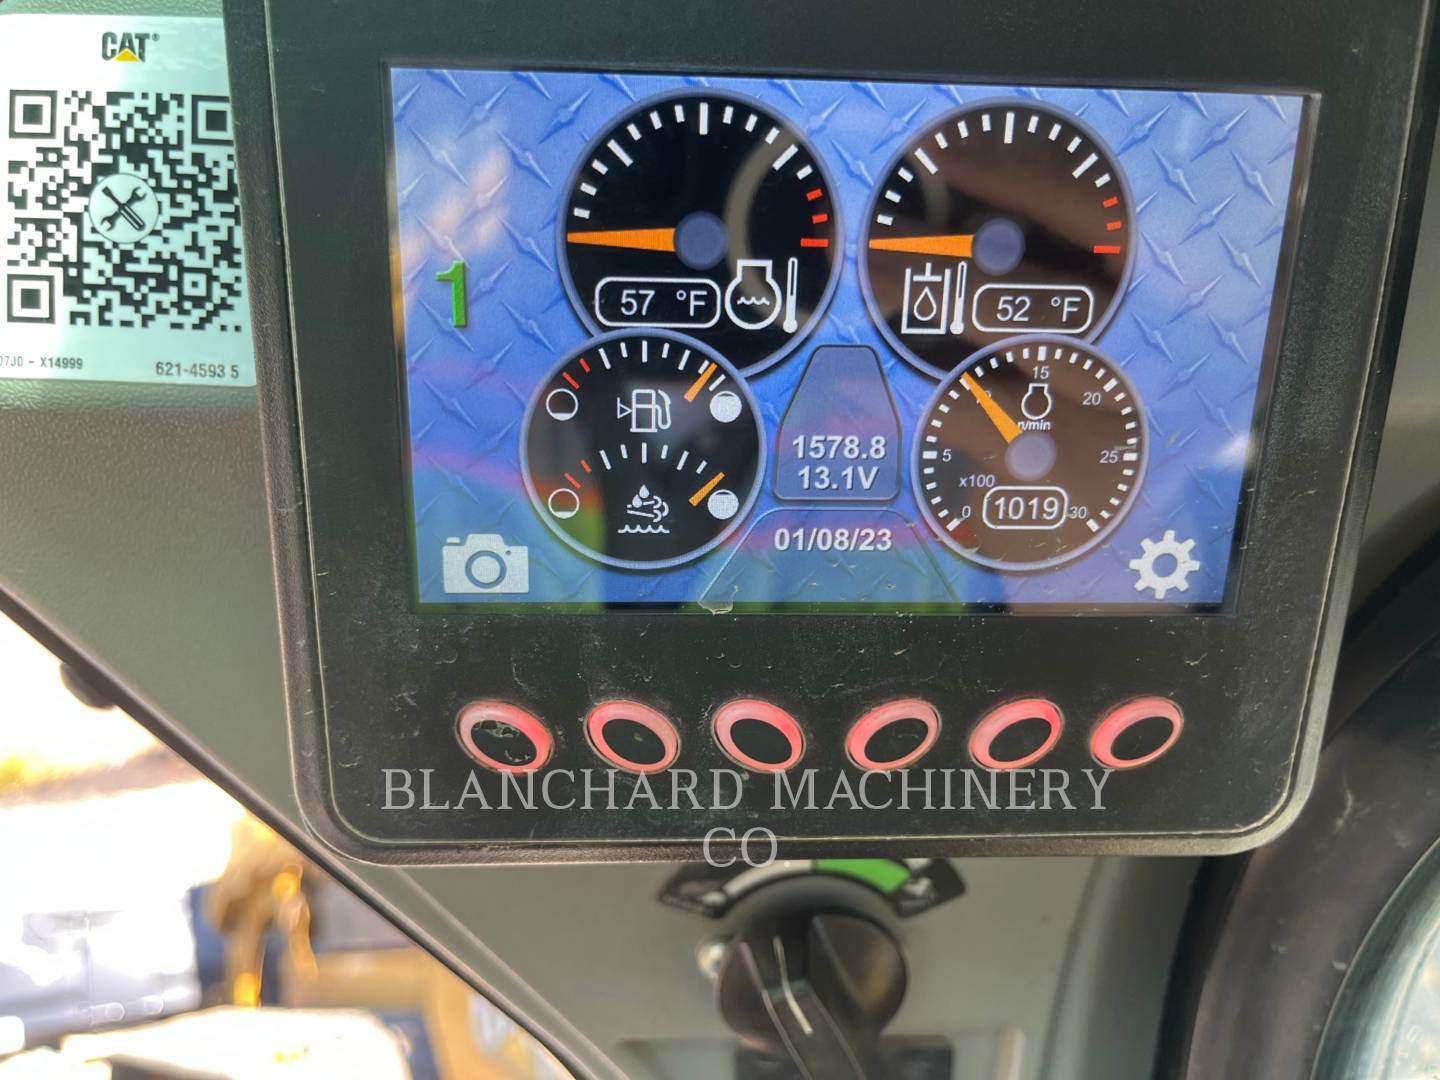 CAT®
07J0 - X14999
621-4593 5
1
57 °F
52 °F
15
20
n/min
5
25
x100
0
1019
30
1578.8
13.1V
01/08/23
BLANCHARD MACHINERY
CO